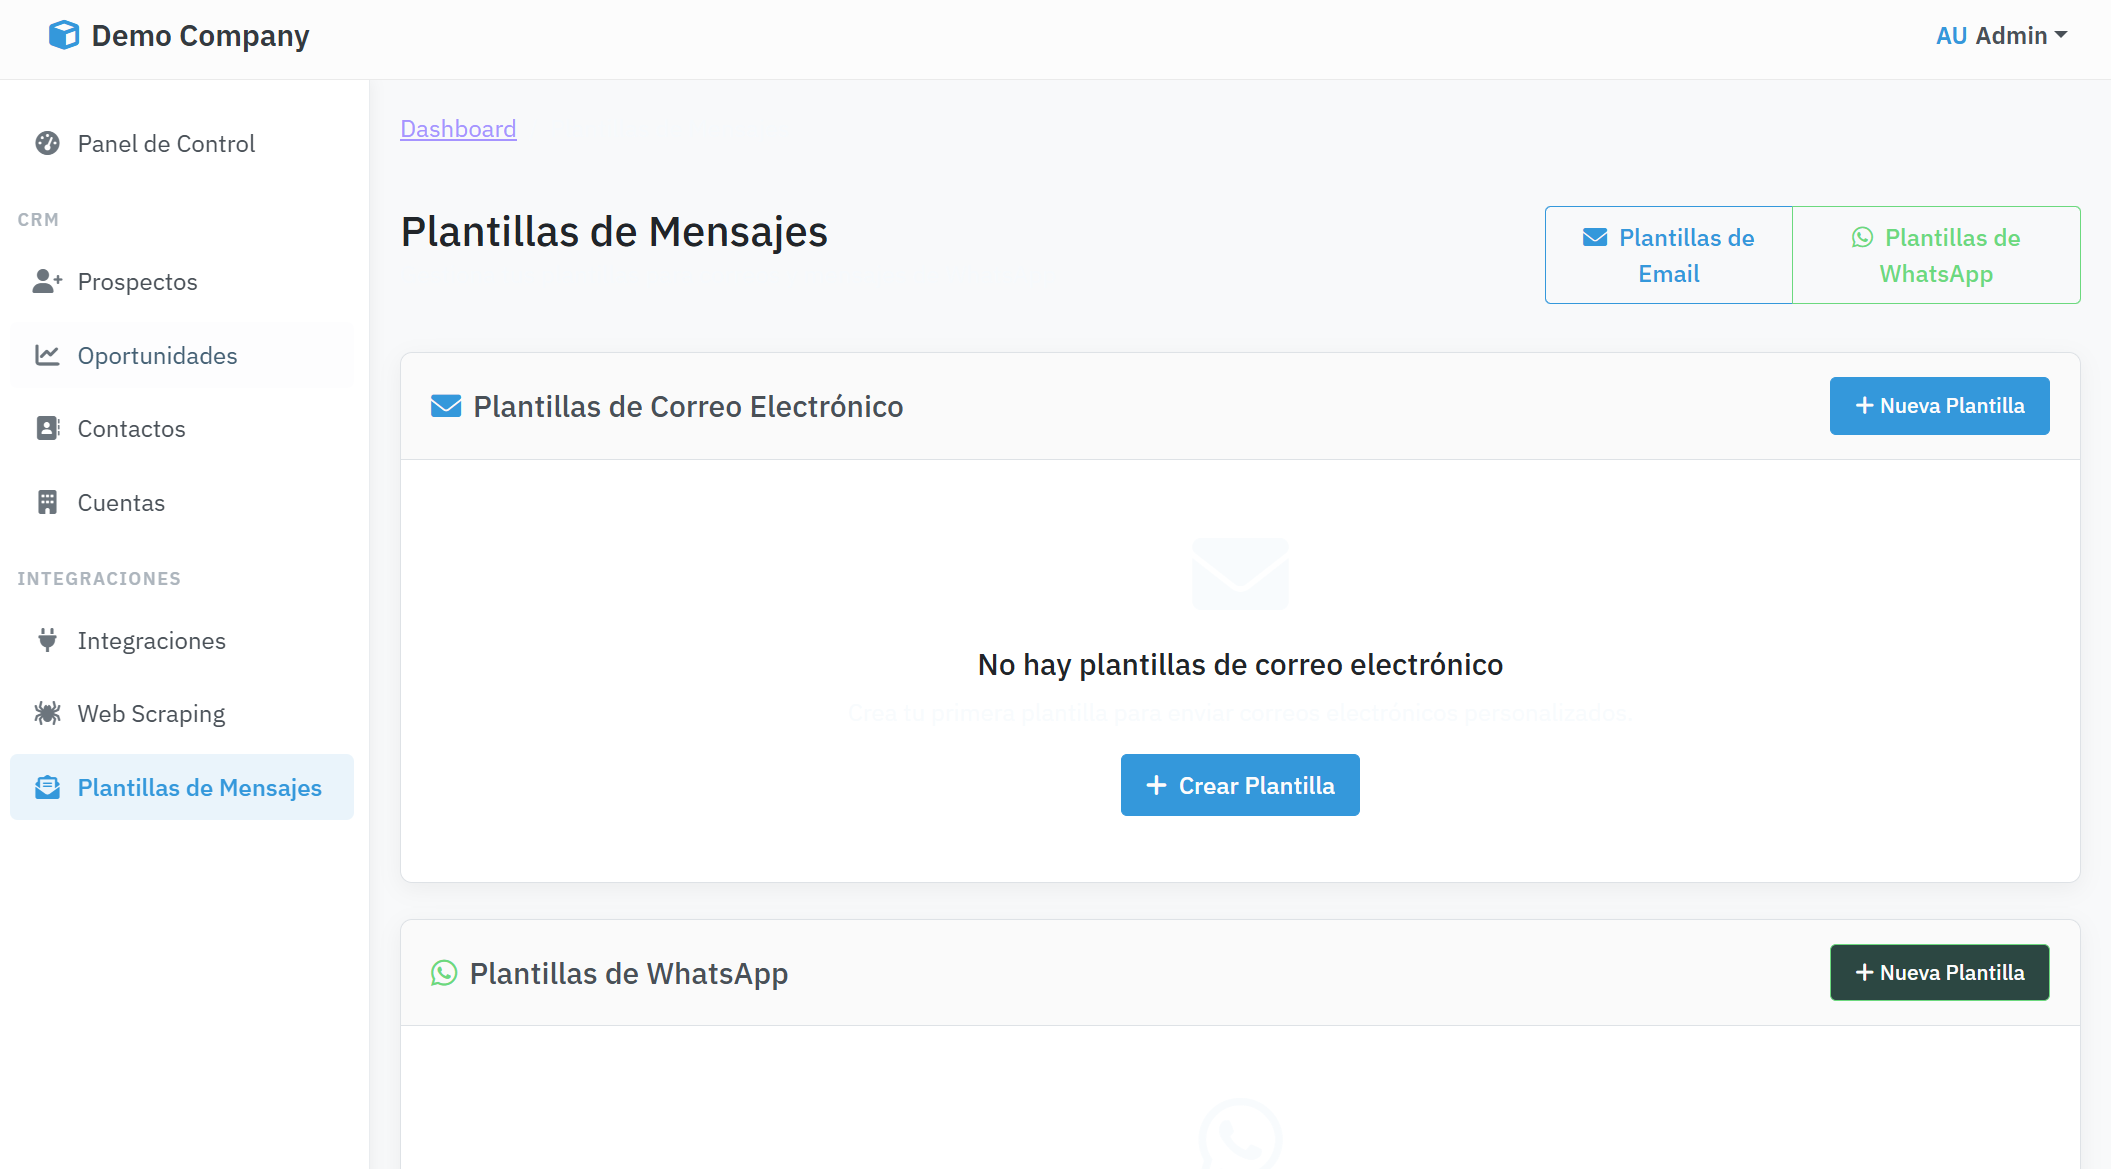 Demo Company
AU Admin
Panel de Control
CRM
Prospectos
Oportunidades
Contactos
Cuentas
INTEGRACIONES
Integraciones
Web Scraping
Plantillas de Mensajes
Dashboard
Plantillas de Mensajes
Plantillas de
Email
Plantillas de
WhatsApp
Plantillas de Correo Electrónico
+ Nueva Plantilla
No hay plantillas de correo electrónico
Crea tu primera plantilla para enviar correos electrónicos personalizados.
+ Crear Plantilla
Plantillas de WhatsApp
+ Nueva Plantilla